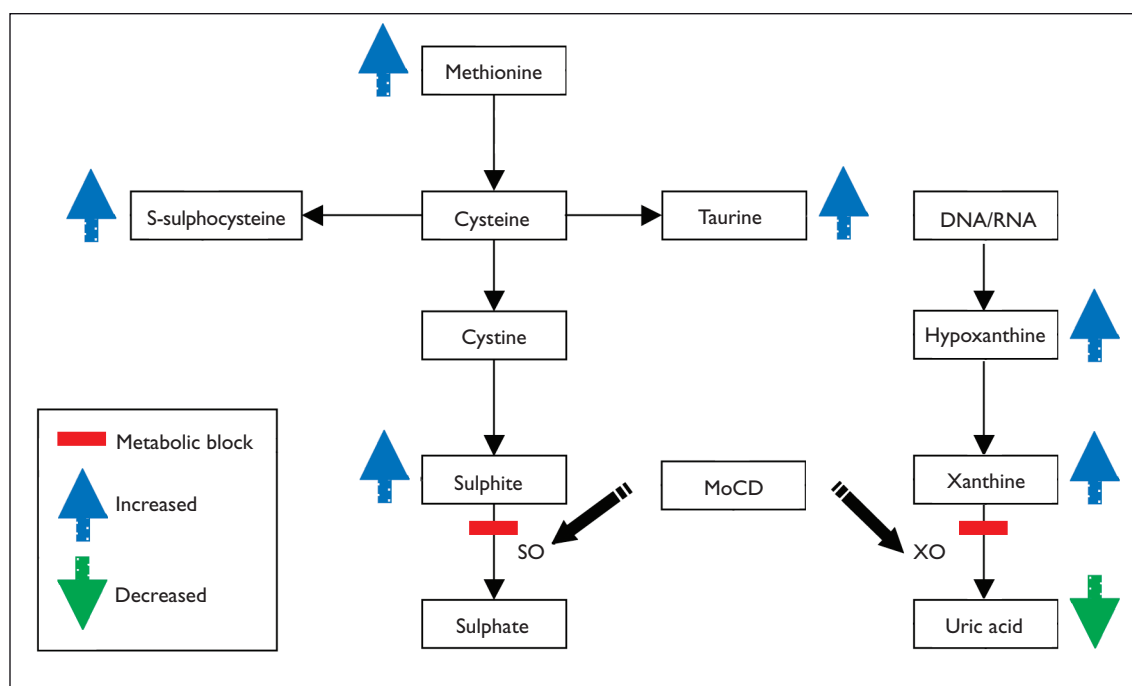 Methionine
S-sulphocysteine
Cysteine
Taurine
DNA/RNA
Cystine
Hypoxanthine
Metabolic block
Increased
Decreased
Sulphite
MoCD
Xanthine
SO
XO
Sulphate
Uric acid